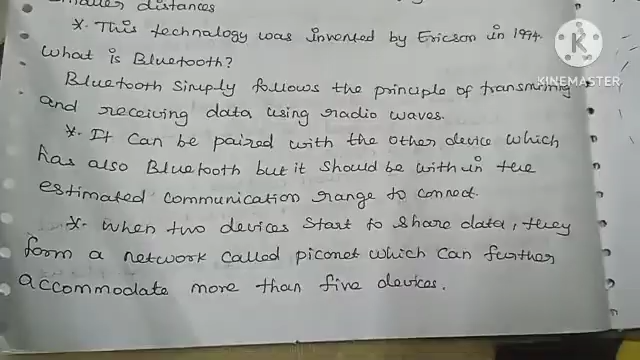 smaller distances
*. This technology was invented by Ericson in 1994.
What is Bluetooth?
Bluetooth simply follows the principle of transmitting
and receiving data using radio waves.
*. It can be paired with the other device which
has also Bluetooth but it should be with in the
estimated communication range to connect.
*. When two devices start to share data, they
form a network called piconet which can further
accommodate more than five devices.
KINEMASTER